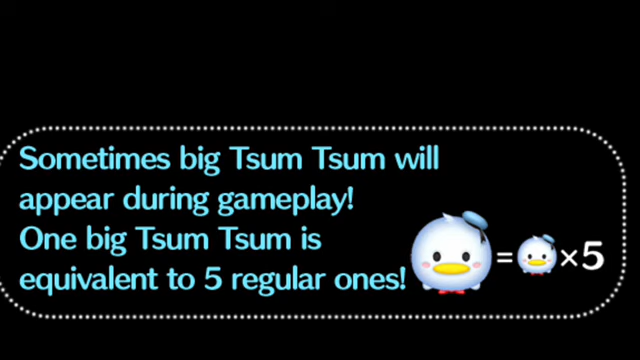 Sometimes big Tsum Tsum will
appear during gameplay!
One big Tsum Tsum is
equivalent to 5 regular ones!
=×5